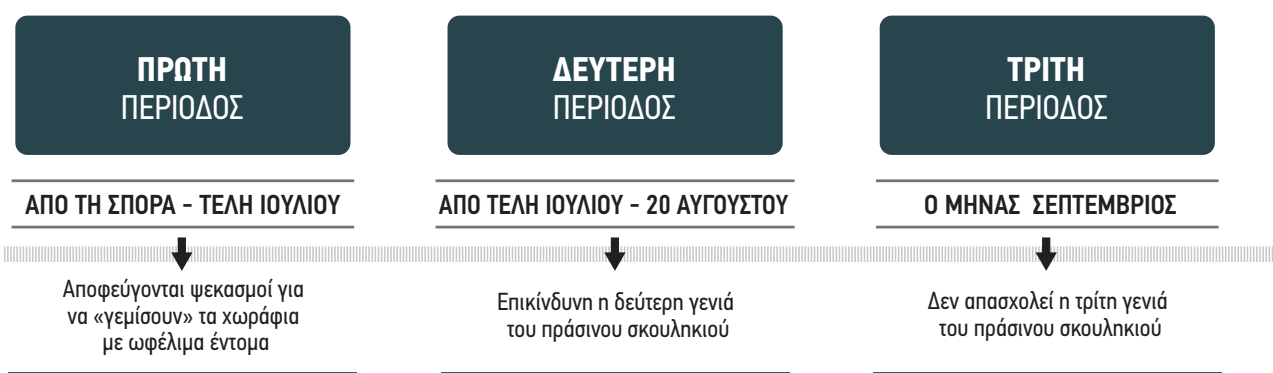 ΠΡΩΤΗ
ΠΕΡΙΟΔΟΣ
ΑΠΟ ΤΗ ΣΠΟΡΑ - ΤΕΛΗ ΙΟΥΛΙΟΥ
Αποφεύγονται ψεκασμοί για
να «γεμίσουν» τα χωράφια
με ωφέλιμα έντομα
ΔΕΥΤΕΡΗ
ΠΕΡΙΟΔΟΣ
ΑΠΟ ΤΕΛΗ ΙΟΥΛΙΟΥ - 20 ΑΥΓΟΥΣΤΟΥ
Επικίνδυνη η δεύτερη γενιά
του πράσινου σκουληκιού
ΤΡΙΤΗ
ΠΕΡΙΟΔΟΣ
Ο ΜΗΝΑΣ ΣΕΠΤΕΜΒΡΙΟΣ
Δεν απασχολεί η τρίτη γενιά
του πράσινου σκουληκιού